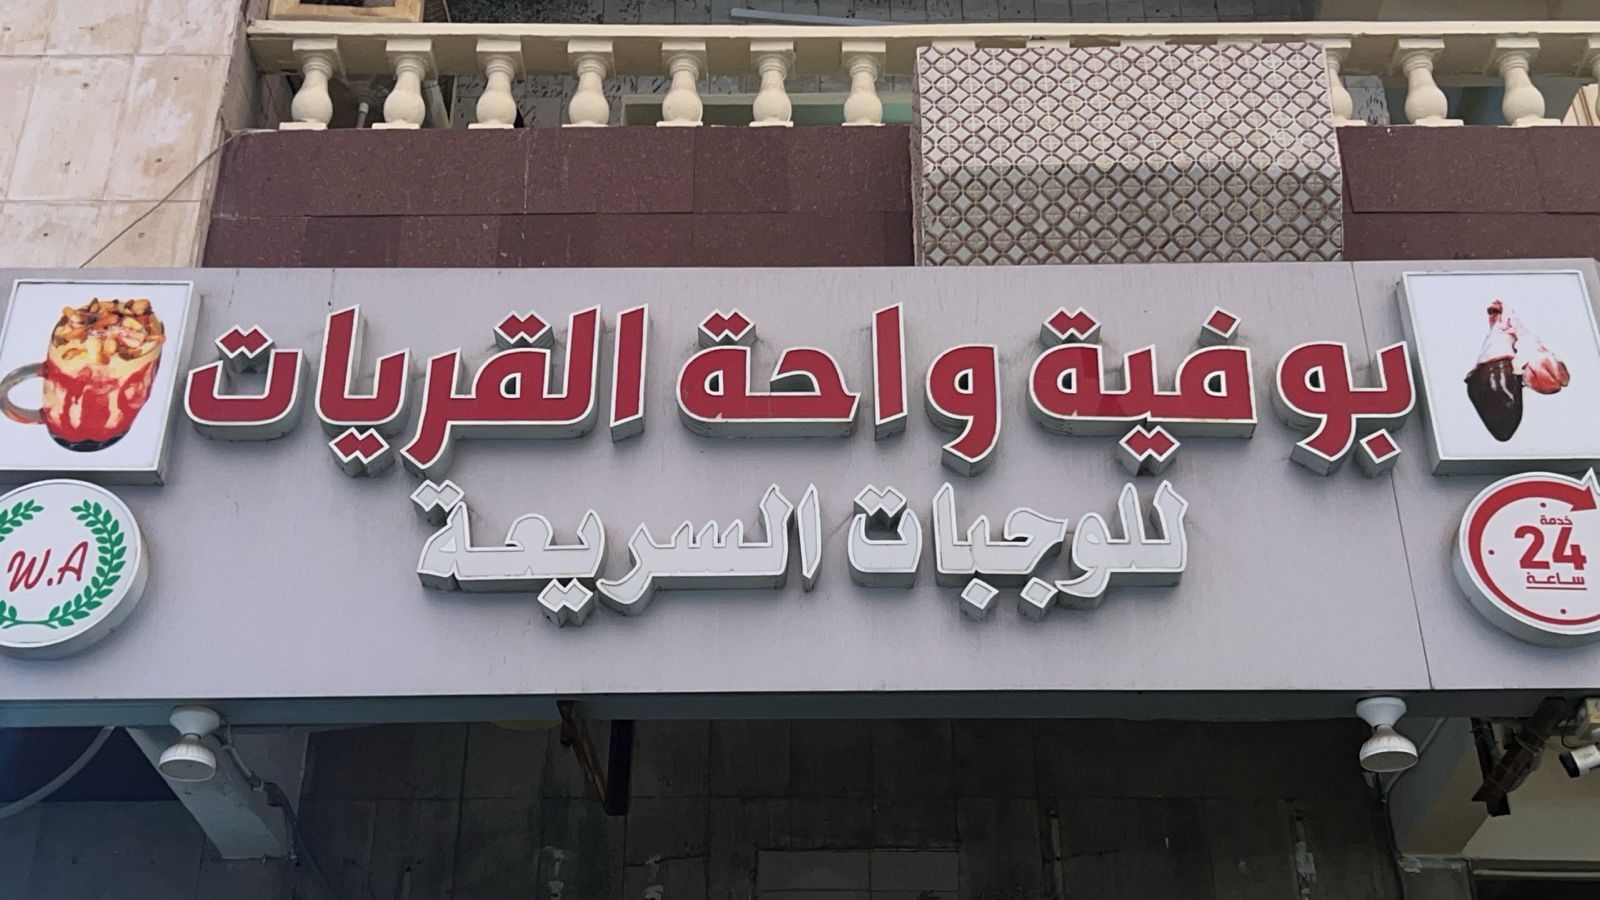 بوفية واحة القريات
للوجبات السريعة
W.A
خدمة
24
ساعة